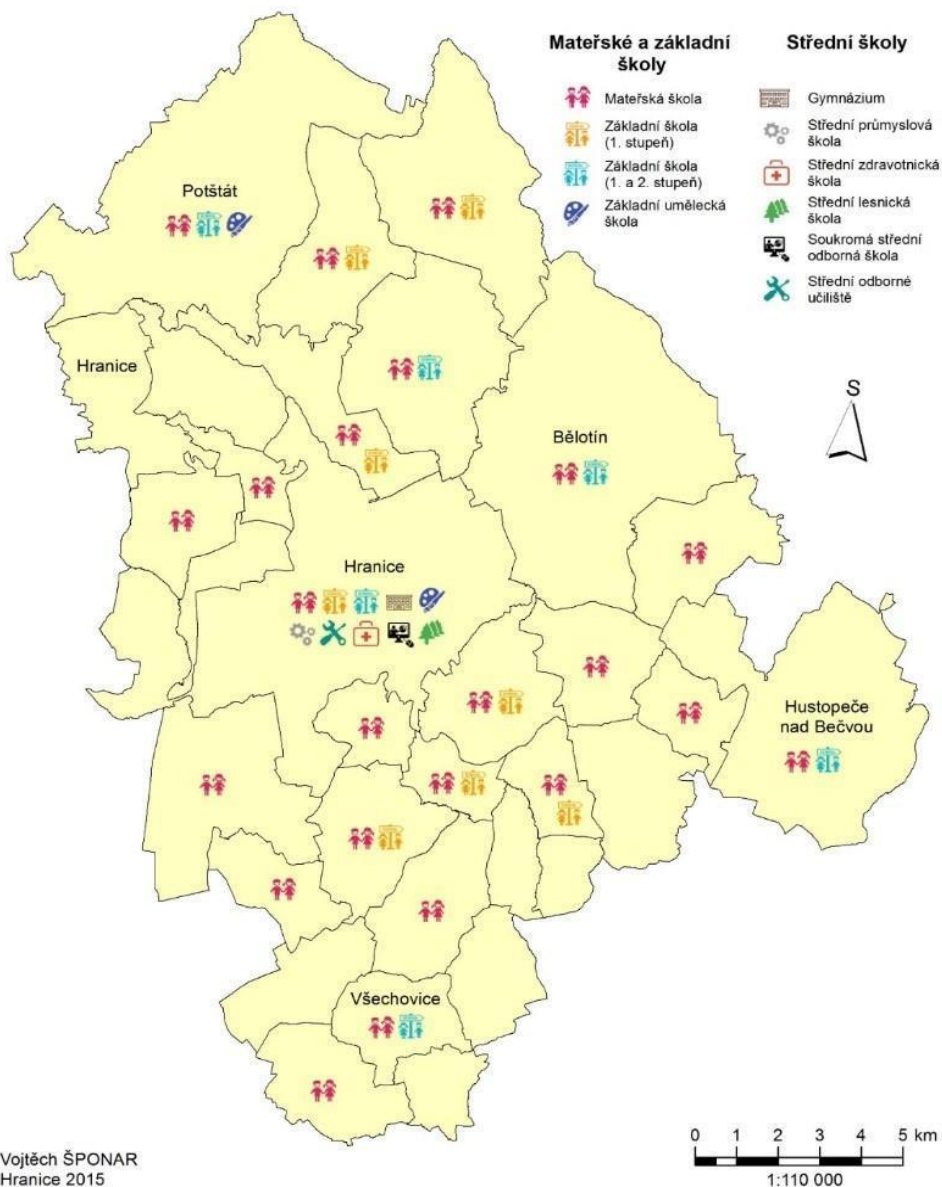 Mateřské a základní
školy
Mateřská škola
Základní škola
(1. stupeň)
Základní škola
(1. a 2. stupeň)
Základní umělecká
škola
Střední školy
Gymnázium
Střední průmyslová
škola
Střední zdravotnická
škola
Střední lesnická
škola
Soukromá střední
odborná škola
Střední odborné
učiliště
Potštát
Hranice
S
Bělotín
Hranice
Hustopeče
nad Bečvou
Všechovice
Vojtěch ŠPONAR
Hranice 2015
0 1 2 3 4 5 km
1:110 000